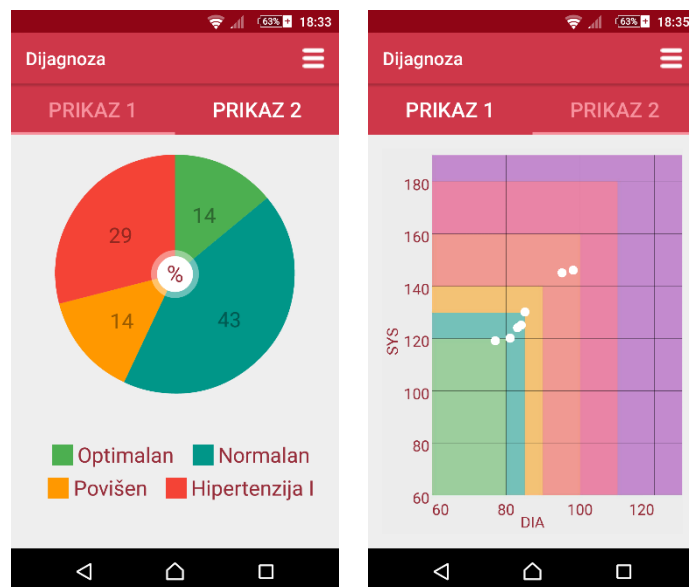 63% 18:33
Dijagnoza
PRIKAZ 1 PRIKAZ 2
14
29
%
14
43
Optimalan Normalan
Povišen Hipertenzija I
63% 18:35
Dijagnoza
PRIKAZ 1 PRIKAZ 2
180
160
140
SYS
120
100
80
60
60 80 100 120
DIA